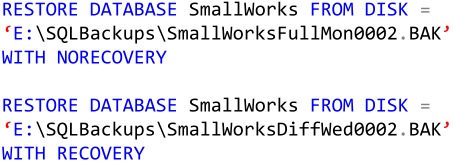 RESTORE DATABASE SmallWorks FROM DISK =
‘E:\SQLBackups\SmallWorksFullMon0002.BAK’
WITH NORECOVERY
RESTORE DATABASE SmallWorks FROM DISK =
‘E:\SQLBackups\SmallWorksDiffWed0002.BAK’
WITH RECOVERY